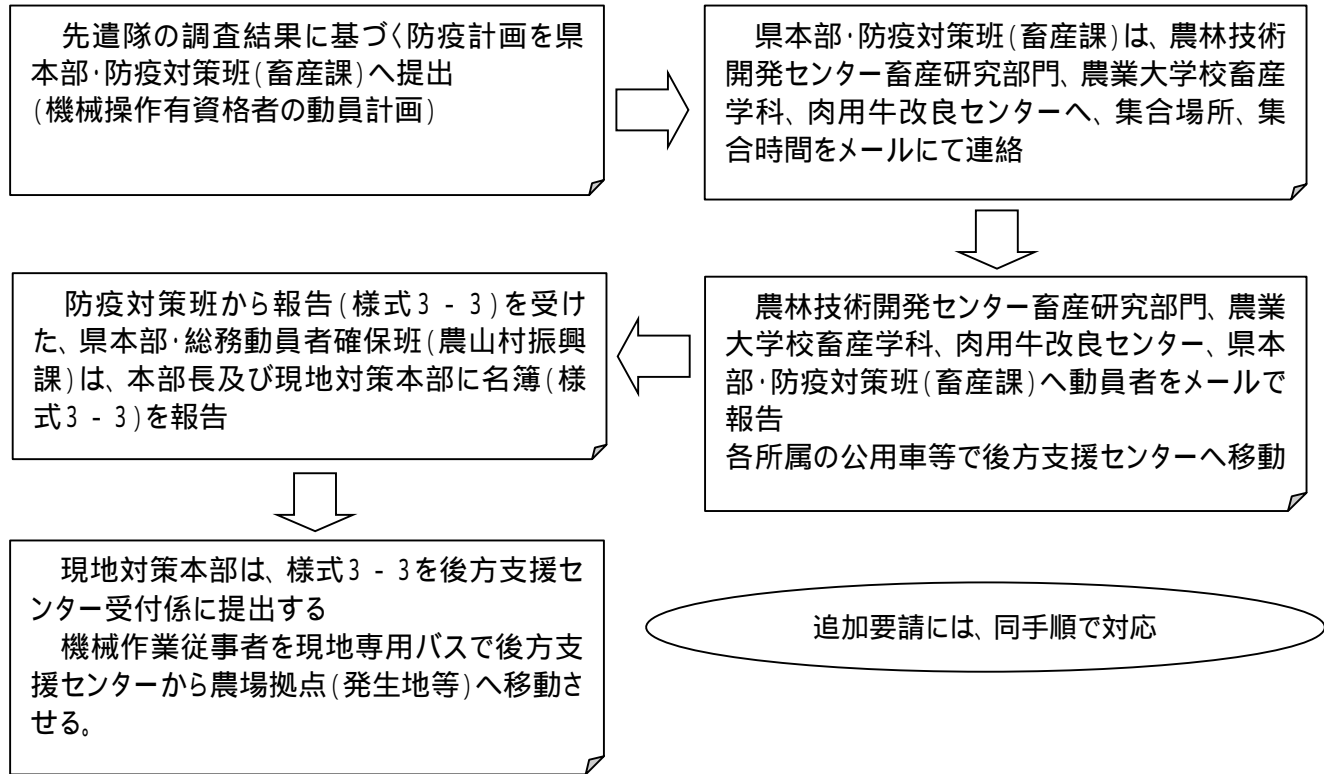 先遣隊の調査結果に基づく防疫計画を県
本部・防疫対策班(畜産課)へ提出
(機械操作有資格者の動員計画)
県本部・防疫対策班(畜産課)は、農林技術
開発センター畜産研究部門、農業大学校畜産
学科、肉用牛改良センターへ、集合場所、集
合時間をメールにて連絡
農林技術開発センター畜産研究部門、農業
大学校畜産学科、肉用牛改良センター、県本
部・防疫対策班(畜産課)へ動員者をメールで
報告
各所属の公用車等で後方支援センターへ移動
防疫対策班から報告(様式3-3)を受け
た、県本部・総務動員者確保班(農山村振興
課)は、本部長及び現地対策本部に名簿(様
式3-3)を報告
現地対策本部は、様式3-3を後方支援セ
ンター受付係に提出する
機械作業従事者を現地専用バスで後方支
援センターから農場拠点(発生地等)へ移動さ
せる。
追加要請には、同手順で対応